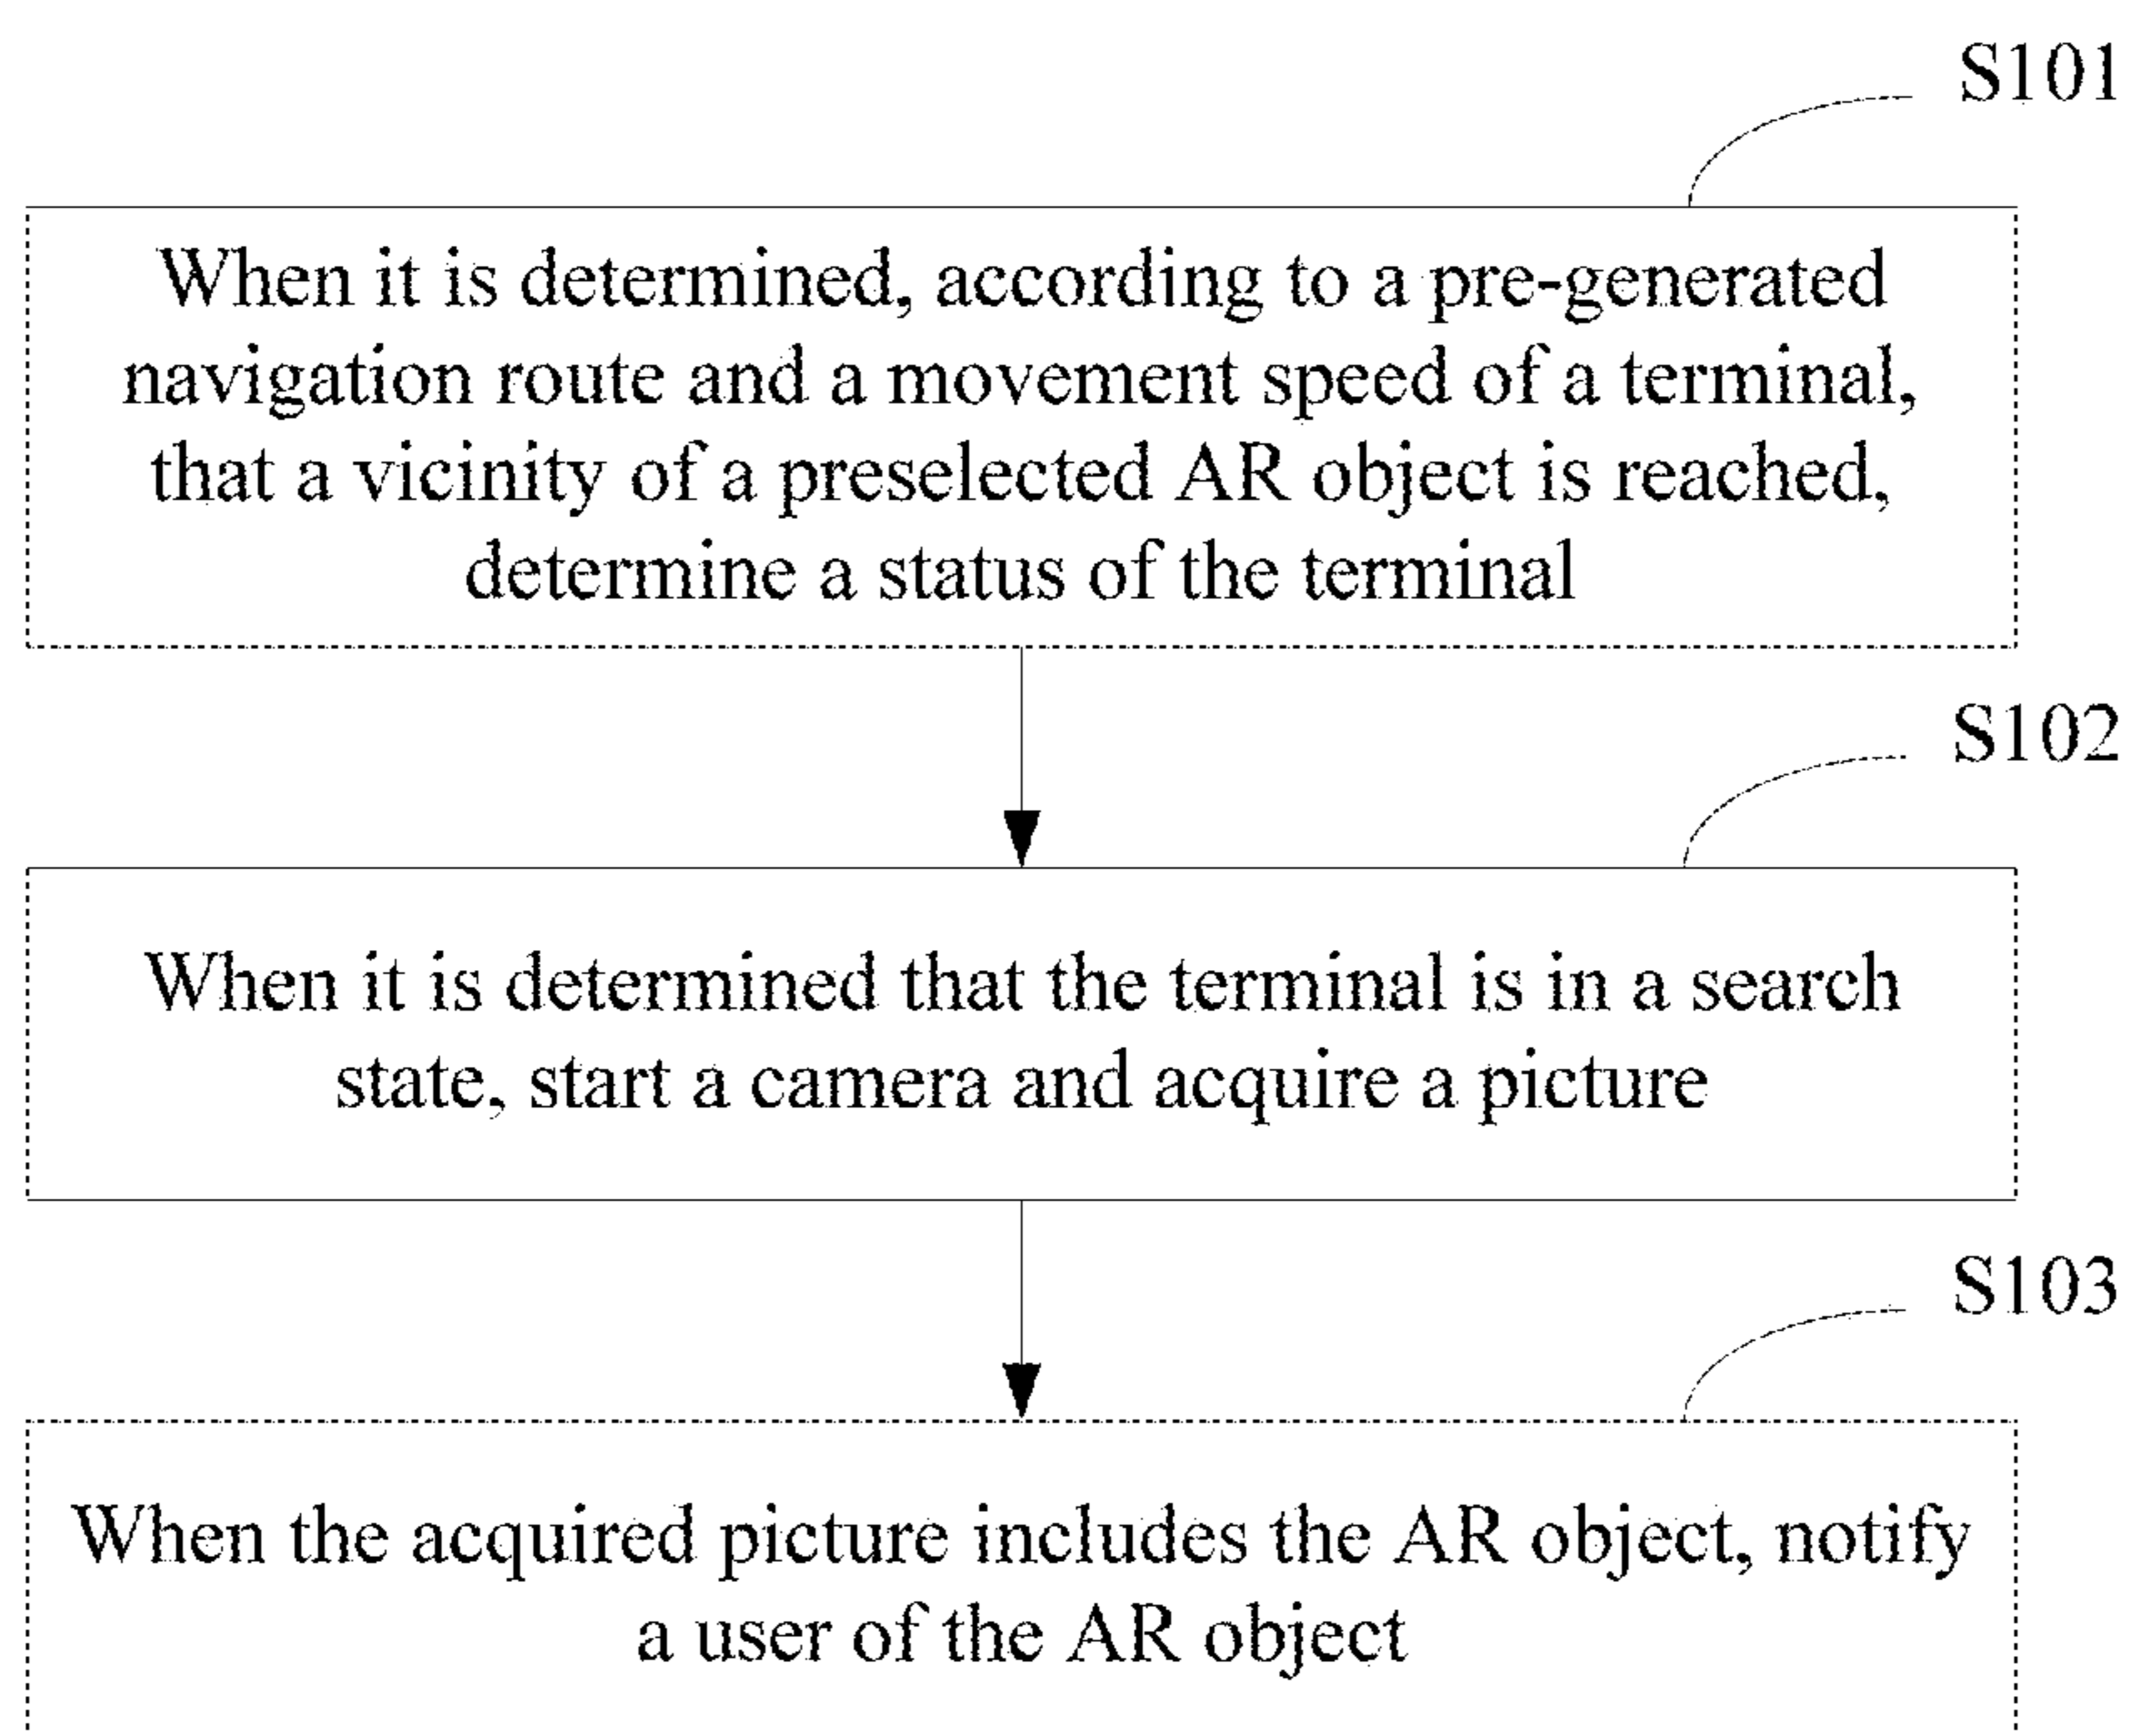 S101
When it is determined, according to a pre-generated
navigation route and a movement speed of a terminal,
that a vicinity of a preselected AR object is reached,
determine a status of the terminal
S102
When it is determined that the terminal is in a search
state, start a camera and acquire a picture
S103
When the acquired picture includes the AR object, notify
a user of the AR object